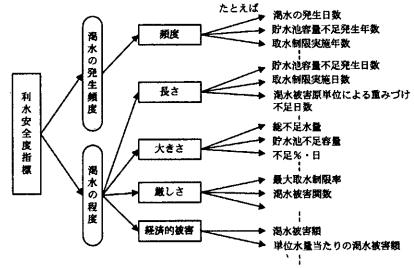 たとえば
利水安全度指標
渇水の発生頻度
頻度
渇水の発生日数
貯水池容量不足発生年数
取水制限実施年数
渇水の程度
長さ
貯水池容量不足発生日数
取水制限実施日数
渇水被害原単位による重みづけ
不足日数
大きさ
総不足水量
貯水池不足容量
不足%・日
厳しさ
最大取水制限率
渇水被害関数
経済的被害
渇水被害額
単位水量当たりの渇水被害額